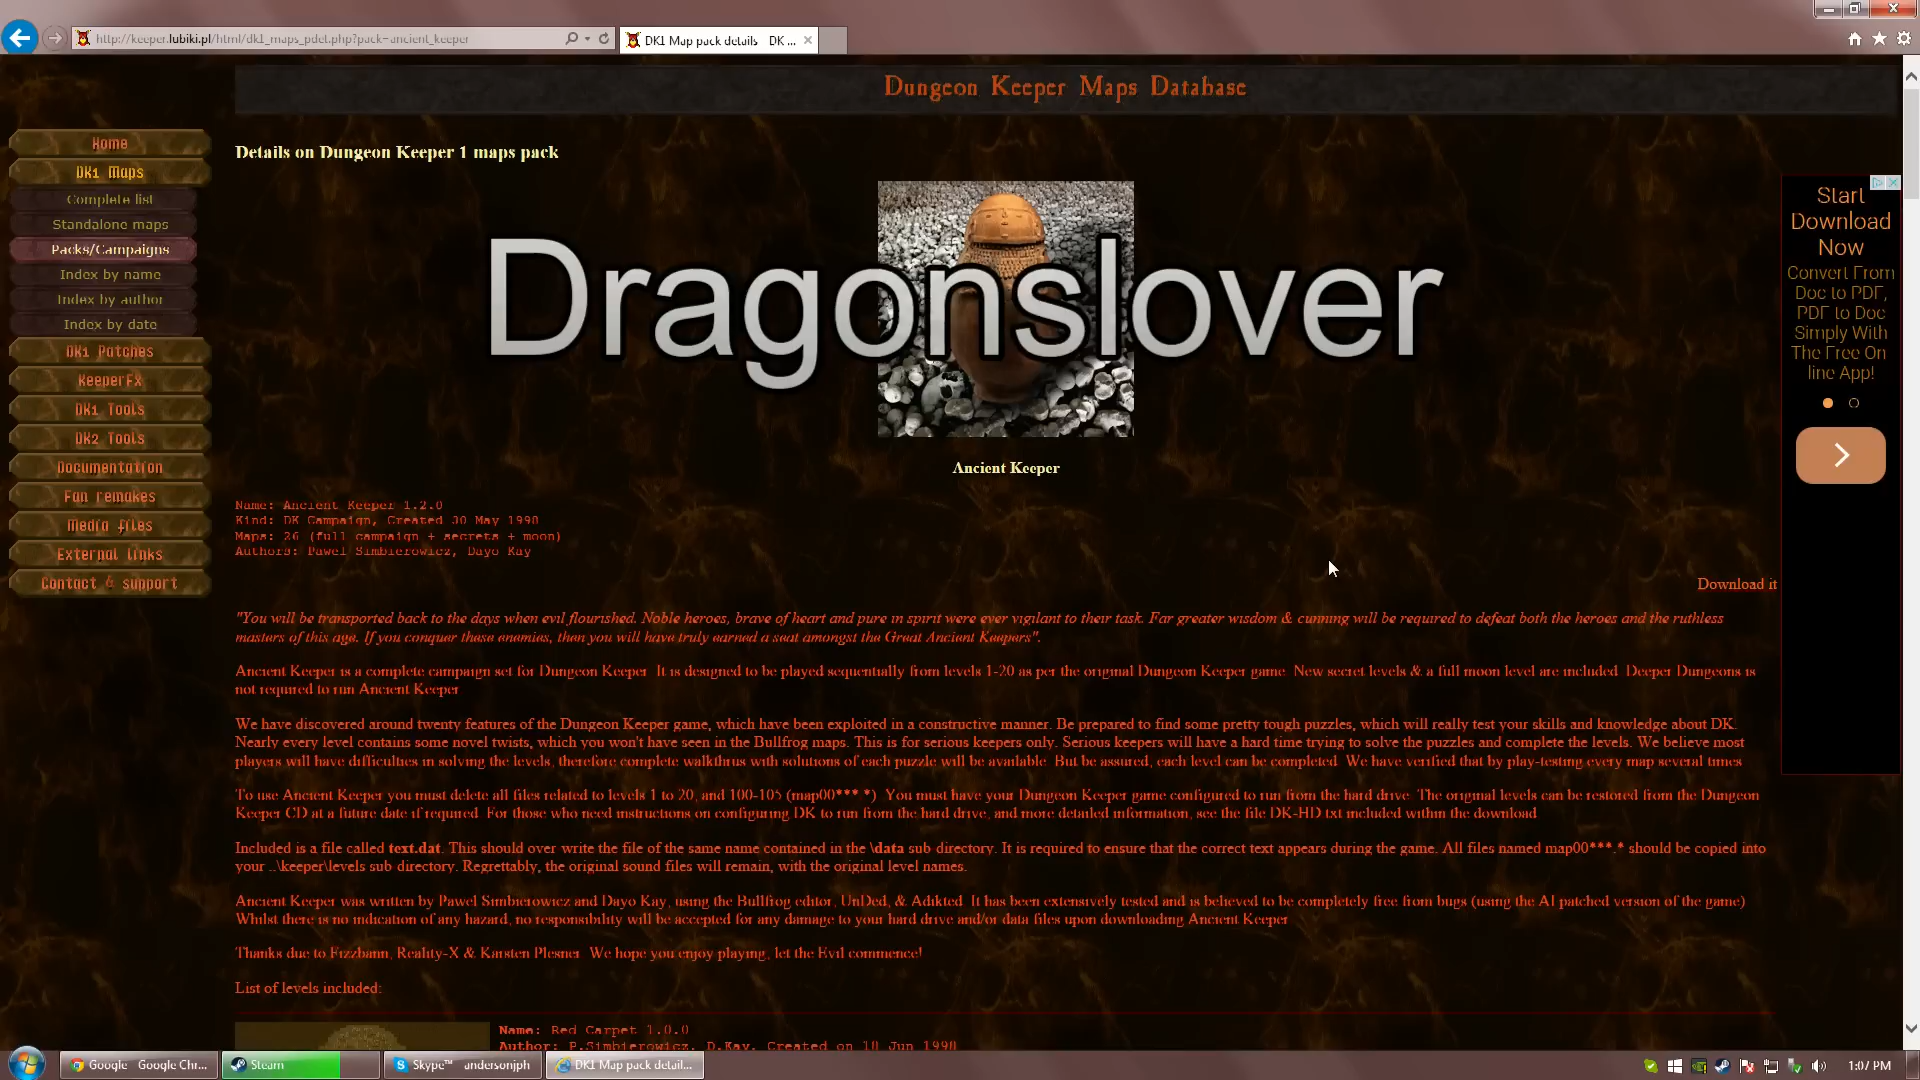 http://keeper.lubiki.pl/html/dk1_maps_pdet.php?pack=ancient_keeper
DK1 Map pack details - DK ...
Dungeon Keeper Maps Database
Home
DK1 Maps
Complete list
Standalone maps
Packs/Campaigns
Index by name
Index by author
Index by date
DK1 Patches
KeeperFX
DK1 Tools
DK2 Tools
Documentation
Fan remakes
Media files
External links
Contact & support
Details on Dungeon Keeper 1 maps pack
Dragonslover
Ancient Keeper
Name: Ancient Keeper 1.2.0
Kind: DK Campaign, Created 30 May 1998
Maps: 26 (full campaign + secrets + moon)
Authors: Pawel Simbierowicz, Dayo Kay
Download it
"You will be transported back to the days when evil flourished. Noble heroes, brave of heart and pure in spirit were ever vigilant to their task. Far greater wisdom & cunning will be required to defeat both the heroes and the ruthless
masters of this age. If you conquer these enemies, then you will have truly earned a seat amongst the Great Ancient Keepers".
Ancient Keeper is a complete campaign set for Dungeon Keeper. It is designed to be played sequentially from levels 1-20 as per the original Dungeon Keeper game. New secret levels & a full moon level are included. Deeper Dungeons is
not required to run Ancient Keeper.
We have discovered around twenty features of the Dungeon Keeper game, which have been exploited in a constructive manner. Be prepared to find some pretty tough puzzles, which will really test your skills and knowledge about DK.
Nearly every level contains some novel twists, which you won't have seen in the Bullfrog maps. This is for serious keepers only. Serious keepers will have a hard time trying to solve the puzzles and complete the levels. We believe most
players will have difficulties in solving the levels, therefore complete walkthrus with solutions of each puzzle will be available. But be assured, each level can be completed. We have verified that by play-testing every map several times.
To use Ancient Keeper you must delete all files related to levels 1 to 20, and 100-105 (map00***.*). You must have your Dungeon Keeper game configured to run from the hard drive. The original levels can be restored from the Dungeon
Keeper CD at a future date if required. For those who need instructions on configuring DK to run from the hard drive, and more detailed information, see the file DK-HD.txt included within the download.
Included is a file called text.dat. This should over write the file of the same name contained in the \data sub directory. It is required to ensure that the correct text appears during the game. All files named map00***.* should be copied into
your ..\keeper\levels sub directory. Regrettably, the original sound files will remain, with the original level names.
Ancient Keeper was written by Pawel Simbierowicz and Dayo Kay, using the Bullfrog editor, UnDed, & Adikted. It has been extensively tested and is believed to be completely free from bugs (using the AI patched version of the game).
Whilst there is no indication of any hazard, no responsibility will be accepted for any damage to your hard drive and/or data files upon downloading Ancient Keeper.
Thanks due to Fizzbann, Reality-X & Karsten Plesner. We hope you enjoy playing, let the Evil commence!
List of levels included:
Name: Red Carpet 1.0.0
Author: P.Simbierowicz, D.Kay, Created on 18 Jun 1998
Start
Download
Now
Convert From
Doc to PDF,
PDF to Doc
Simply With
The Free On
line App!
Google - Google Chr...
Steam
Skype™ - andersonjph
DK1 Map pack detail...
1:07 PM